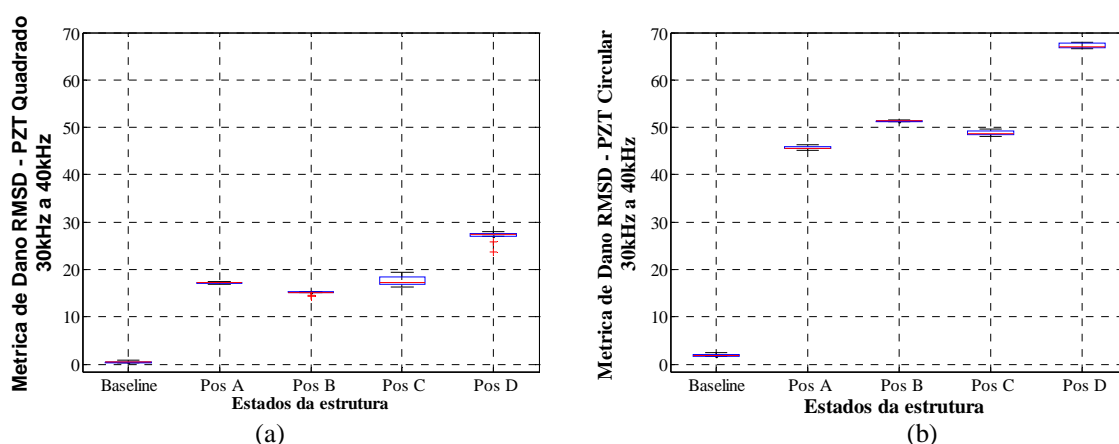 Metrica de Dano RMSD - PZT Quadrado
30kHz a 40kHz
70
60
50
40
30
20
10
0
Baseline Pos A Pos B Pos C Pos D
Estados da estrutura
(a)
Metrica de Dano RMSD - PZT Circular
30kHz a 40kHz
70
60
50
40
30
20
10
0
Baseline Pos A Pos B Pos C Pos D
Estados da estrutura
(b)